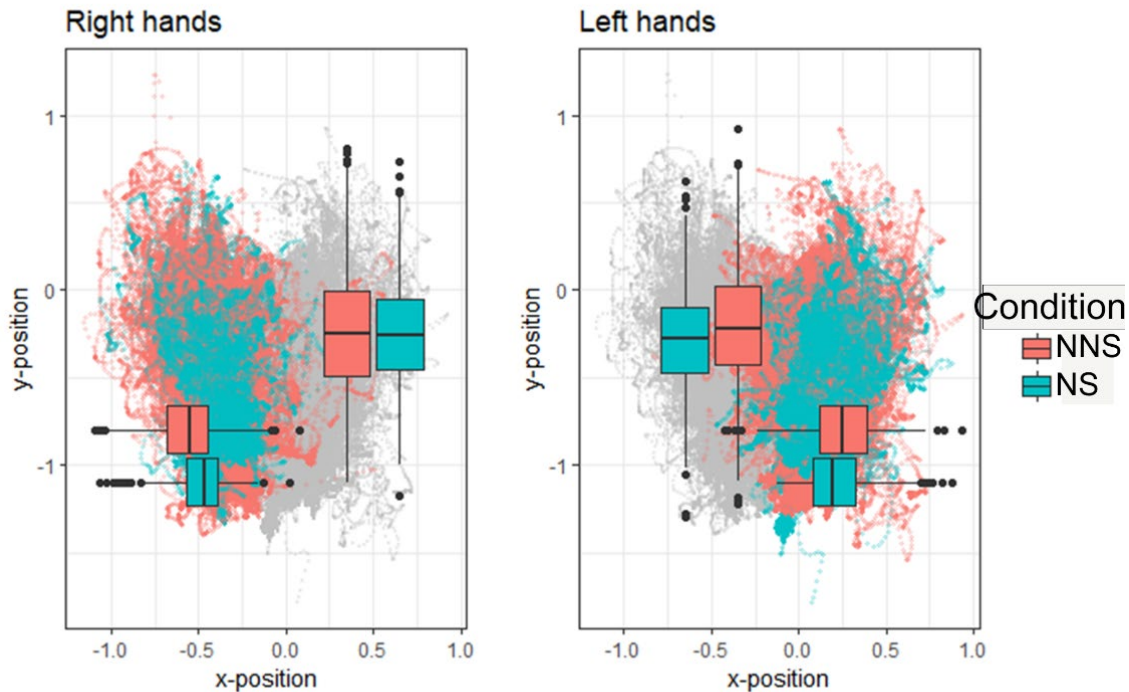 Right hands
Left hands
1
0
-1
y-position
-1.0 -0.5 0.0 0.5 1.0
x-position
1
0
-1
y-position
-1.0 -0.5 0.0 0.5 1.0
x-position
Condition
NNS
NS